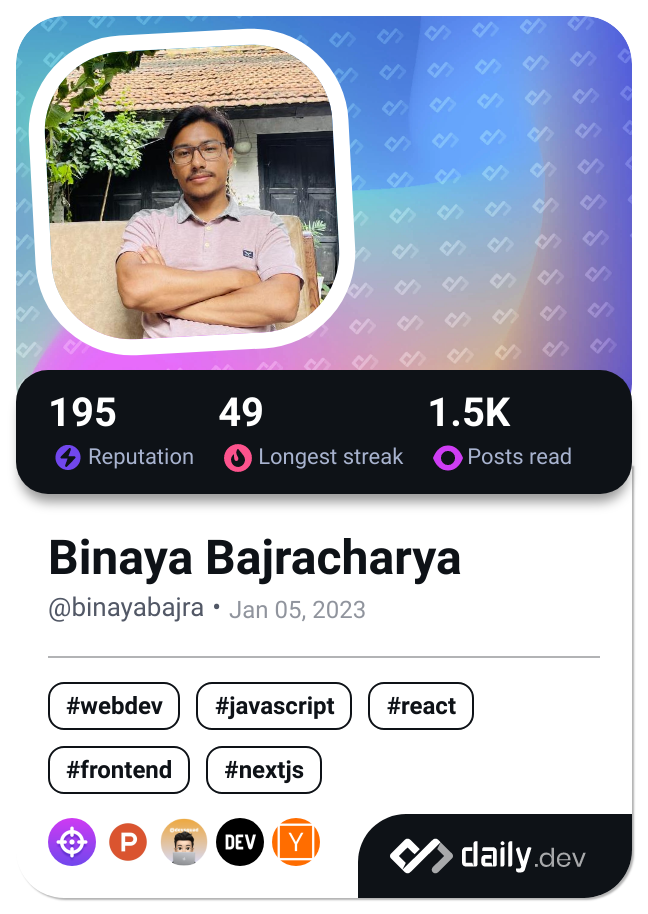 195 49 1.5K
Reputation Longest streak Posts read
Binaya Bajracharya
@binayabajra • Jan 05, 2023
#webdev #javascript #react
#frontend #nextjs
P DEV Y
daily.dev